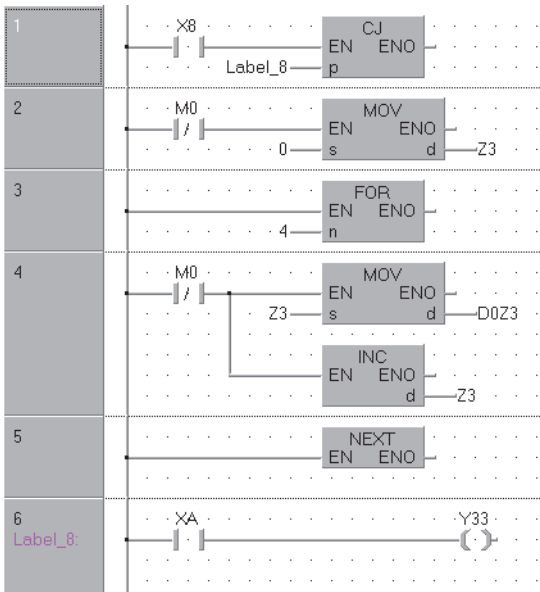 1 X8 CJ
EN ENO
Label_8 p
2 M0 MOV
EN ENO
0 s d Z3
3 FOR
EN ENO
4 n
4 M0 MOV
EN ENO
Z3 s d D0Z3
INC
EN ENO
d Z3
5 NEXT
EN ENO
6 XA Y33
Label_8: